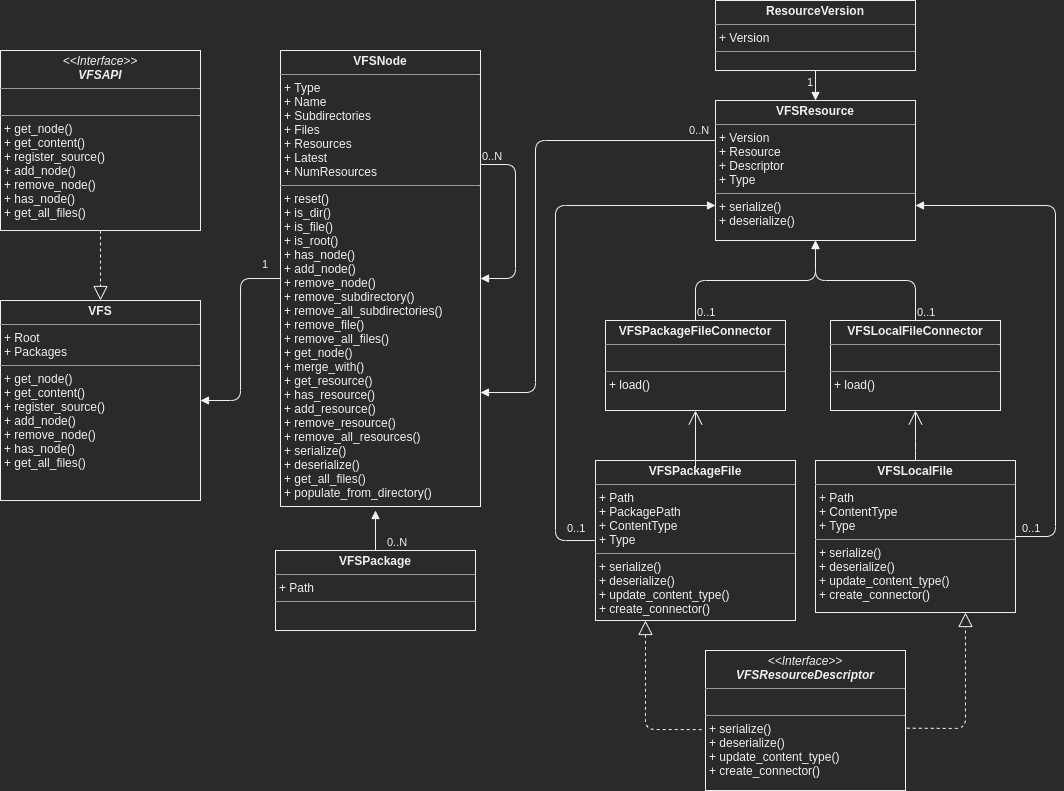 ResourceVersion
+ Version
1
<<Interface>>
VFSAPI
+ get_node()
+ get_content()
+ register_source()
+ add_node()
+ remove_node()
+ has_node()
+ get_all_files()
VFS
+ Root
+ Packages
+ get_node()
+ get_content()
+ register_source()
+ add_node()
+ remove_node()
+ has_node()
+ get_all_files()
1
VFSNode
+ Type
+ Name
+ Subdirectories
+ Files
+ Resources
+ Latest
+ NumResources
+ reset()
+ is_dir()
+ is_file()
+ is_root()
+ has_node()
+ add_node()
+ remove_node()
+ remove_subdirectory()
+ remove_all_subdirectories()
+ remove_file()
+ remove_all_files()
+ get_node()
+ merge_with()
+ get_resource()
+ has_resource()
+ add_resource()
+ remove_resource()
+ remove_all_resources()
+ serialize()
+ deserialize()
+ get_all_files()
+ populate_from_directory()
0..N
0..N
VFSPackage
+ Path
0..N
VFSResource
+ Version
+ Resource
+ Descriptor
+ Type
+ serialize()
+ deserialize()
0..1
VFSPackageFileConnector
+ load()
0..1
VFSLocalFileConnector
+ load()
0..1
VFSPackageFile
+ Path
+ PackagePath
+ ContentType
+ Type
+ serialize()
+ deserialize()
+ update_content_type()
+ create_connector()
VFSLocalFile
+ Path
+ ContentType
+ Type
+ serialize()
+ deserialize()
+ update_content_type()
+ create_connector()
0..1
<<Interface>>
VFSResourceDescriptor
+ serialize()
+ deserialize()
+ update_content_type()
+ create_connector()